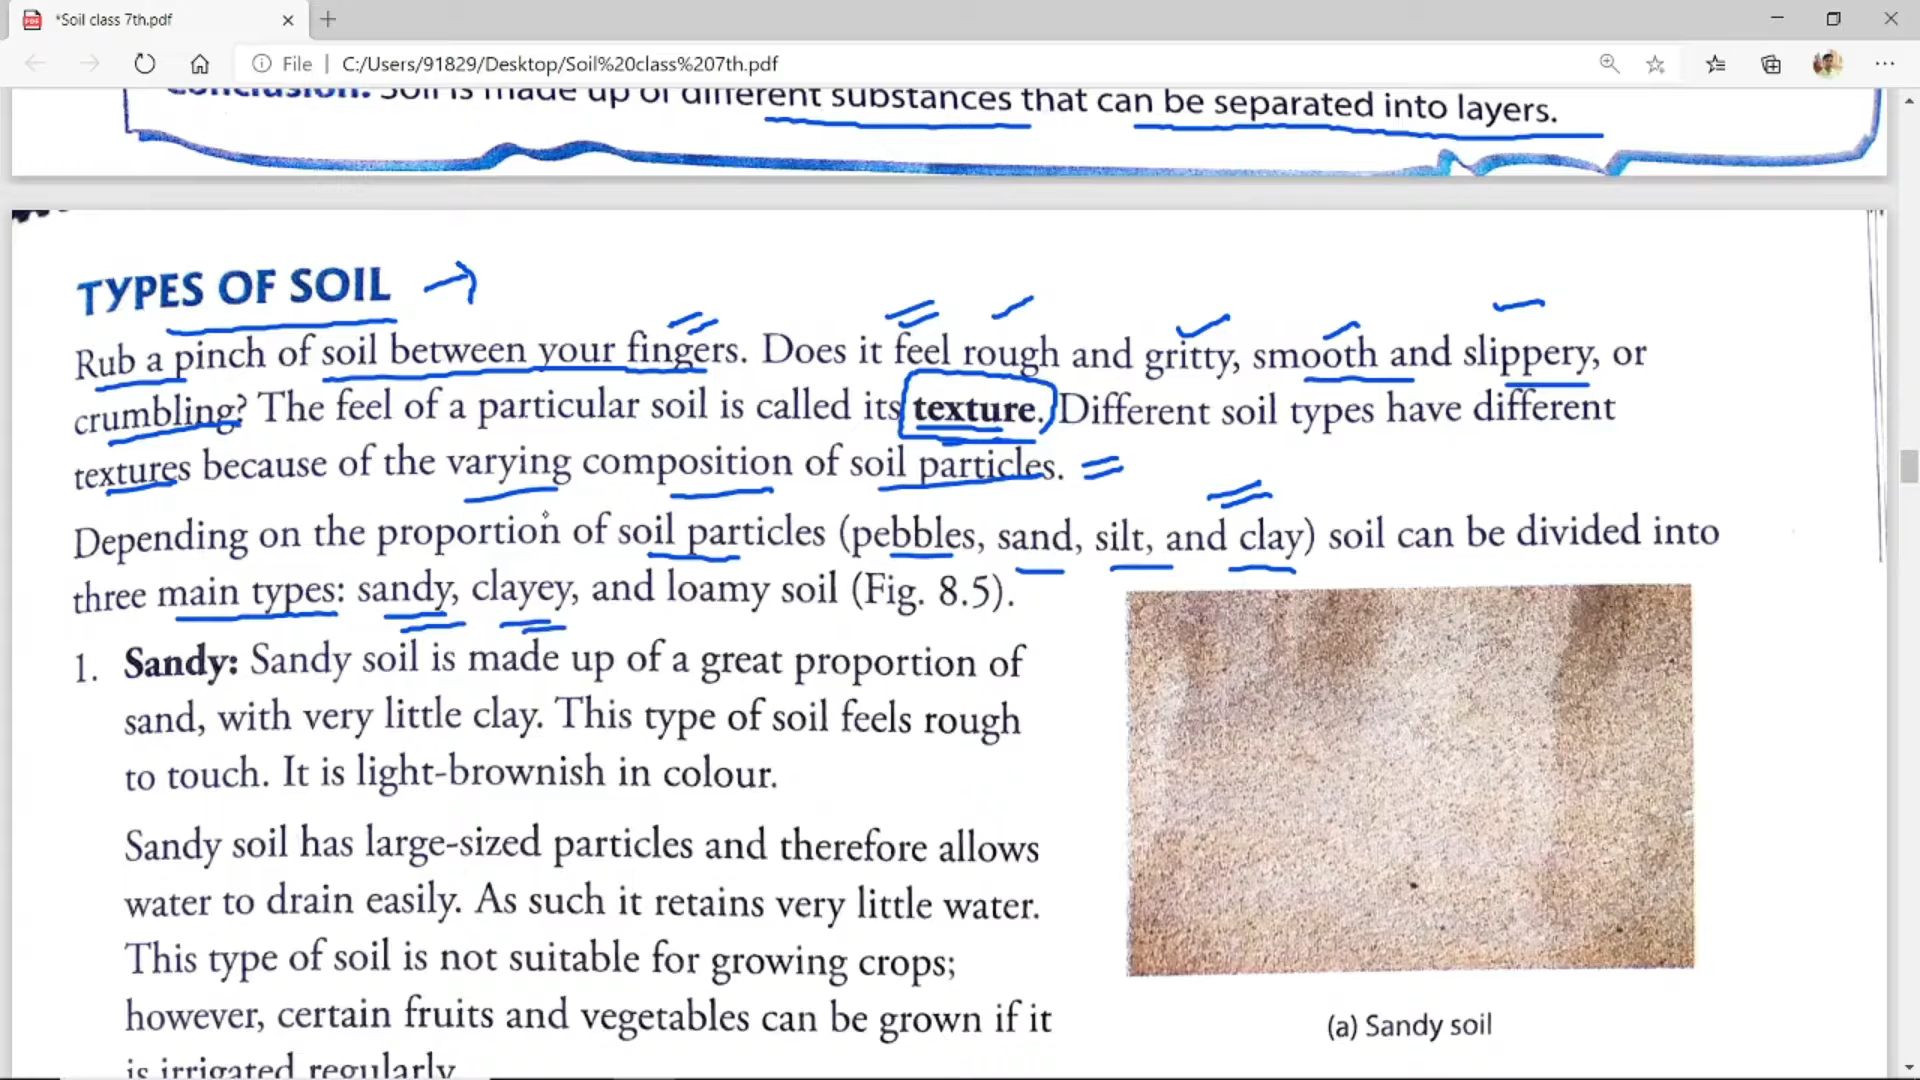 *Soil class 7th.pdf
File | C:/Users/91829/Desktop/Soil%20class%207th.pdf
Conclusion: Soil is made up of different substances that can be separated into layers.
TYPES OF SOIL
Rub a pinch of soil between your fingers. Does it feel rough and gritty, smooth and slippery, or
crumbling? The feel of a particular soil is called its texture. Different soil types have different
textures because of the varying composition of soil particles.
Depending on the proportion of soil particles (pebbles, sand, silt, and clay) soil can be divided into
three main types: sandy, clayey, and loamy soil (Fig. 8.5).
1. Sandy: Sandy soil is made up of a great proportion of
sand, with very little clay. This type of soil feels rough
to touch. It is light-brownish in colour.
Sandy soil has large-sized particles and therefore allows
water to drain easily. As such it retains very little water.
This type of soil is not suitable for growing crops;
however, certain fruits and vegetables can be grown if it
is irrigated regularly
(a) Sandy soil